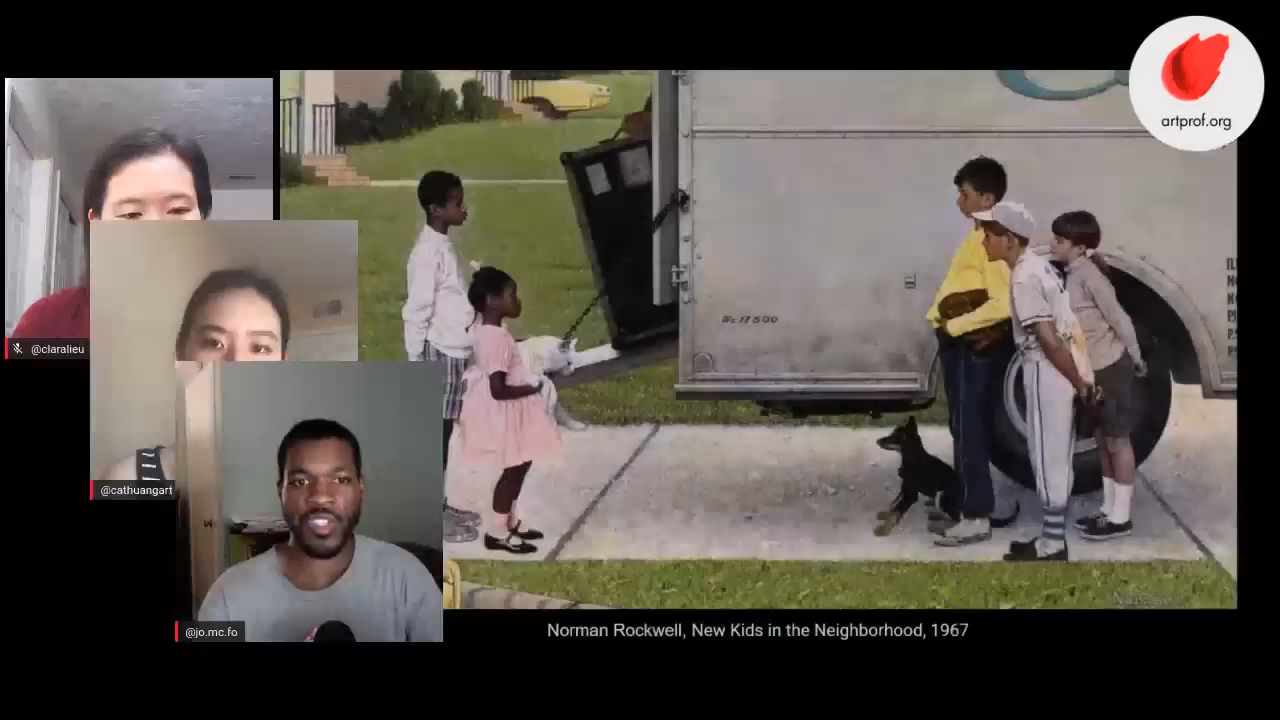 artprof.org
@claralieu
@cathuangart
@jo.mc.fo
Norman Rockwell, New Kids in the Neighborhood, 1967